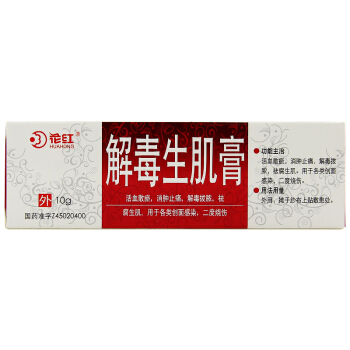 花红®
HUAHONG
解毒生肌膏
外 10g
国药准字Z45020400
活血散瘀，消肿止痛，解毒拔脓，祛
腐生肌。用于各类创面感染，二度烧伤
●功能主治
活血散瘀，消肿止痛，解毒拔
脓，祛腐生肌。用于各类创面
感染，二度烧伤。
●用法用量
外用，摊于纱布上贴敷患处。